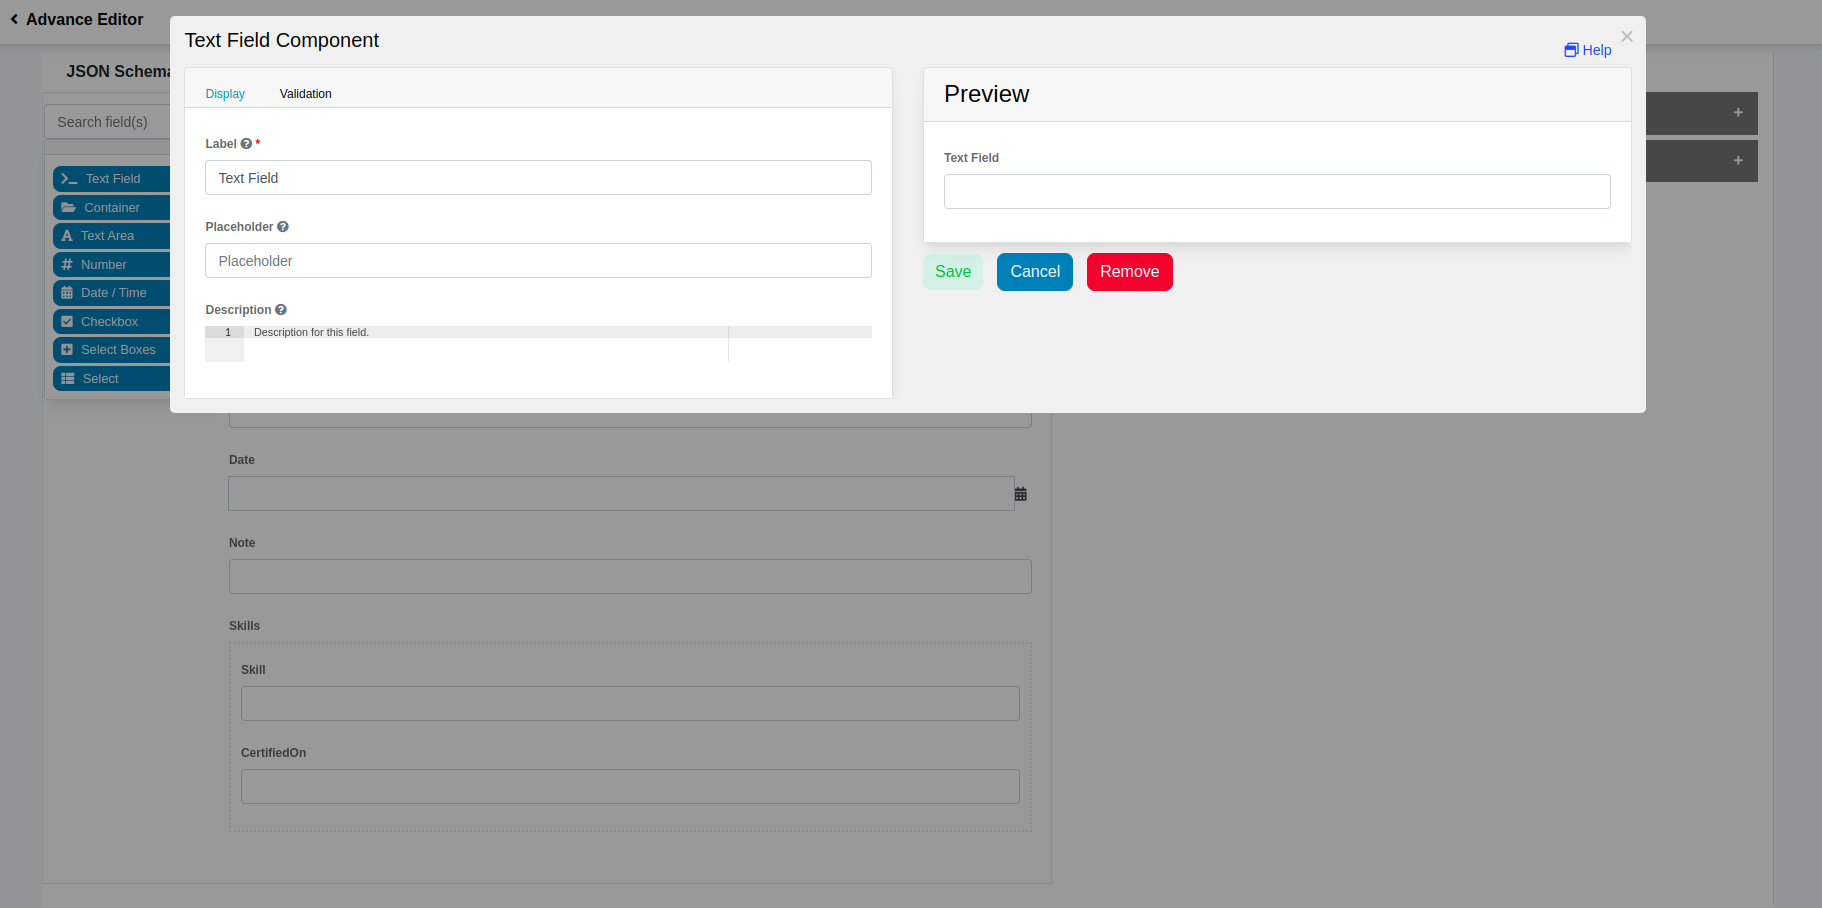 Advance Editor
Text Field Component
Help
JSON Schema
Display
Validation
Preview
Search field(s)
Label *
Text Field
Text Field
Placeholder
Placeholder
Description
1 Description for this field.
Save
Cancel
Remove
Text Field
Container
Text Area
Number
Date / Time
Checkbox
Select Boxes
Select
Date
Note
Skills
Skill
CertifiedOn